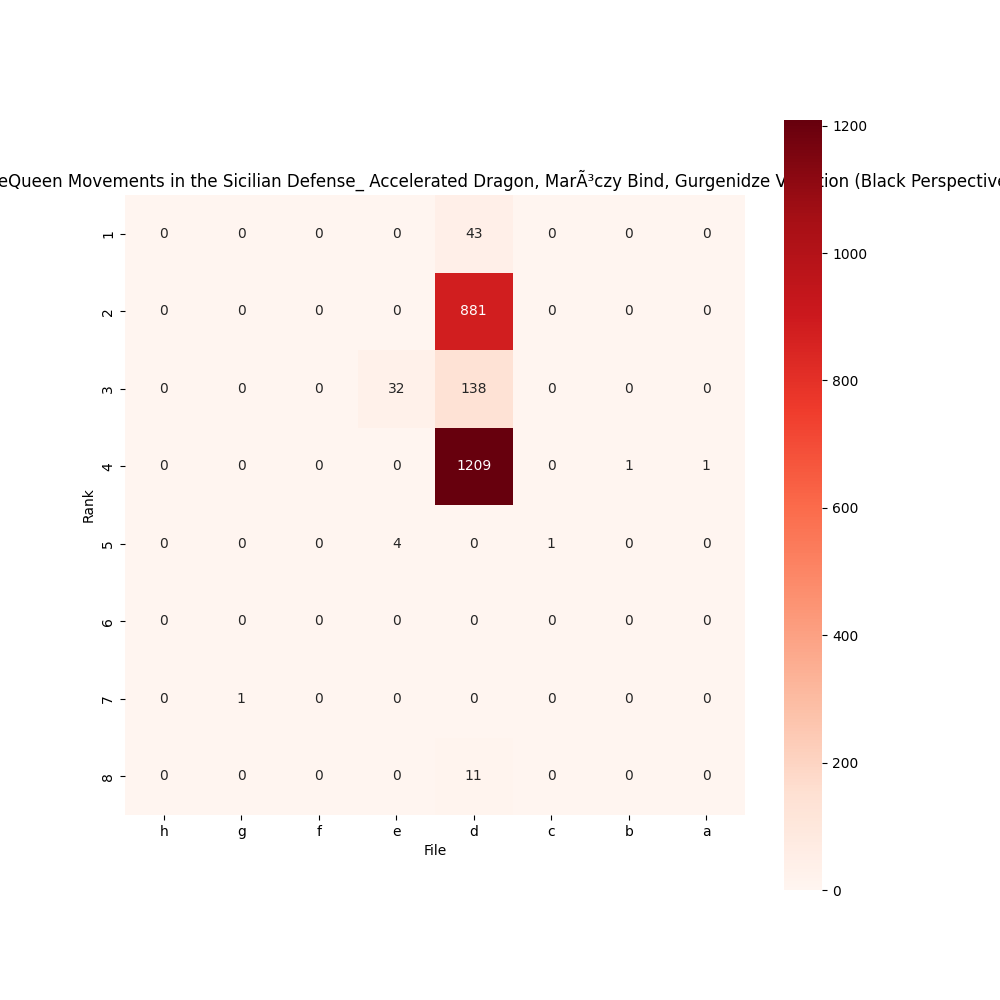 eQueen Movements in the Sicilian Defense_ Accelerated Dragon, MarÃ³czy Bind, Gurgenidze (Black Perspective
1200
1000
800
600
400
200
0
Rank
1 0 0 0 0 43 0 0 0
2 0 0 0 0 881 0 0 0
3 0 0 0 32 138 0 0 0
4 0 0 0 0 1209 0 1 1
5 0 0 0 4 0 1 0 0
6 0 0 0 0 0 0 0 0
7 0 1 0 0 0 0 0 0
8 0 0 0 0 11 0 0 0
h g f e d c b a
File